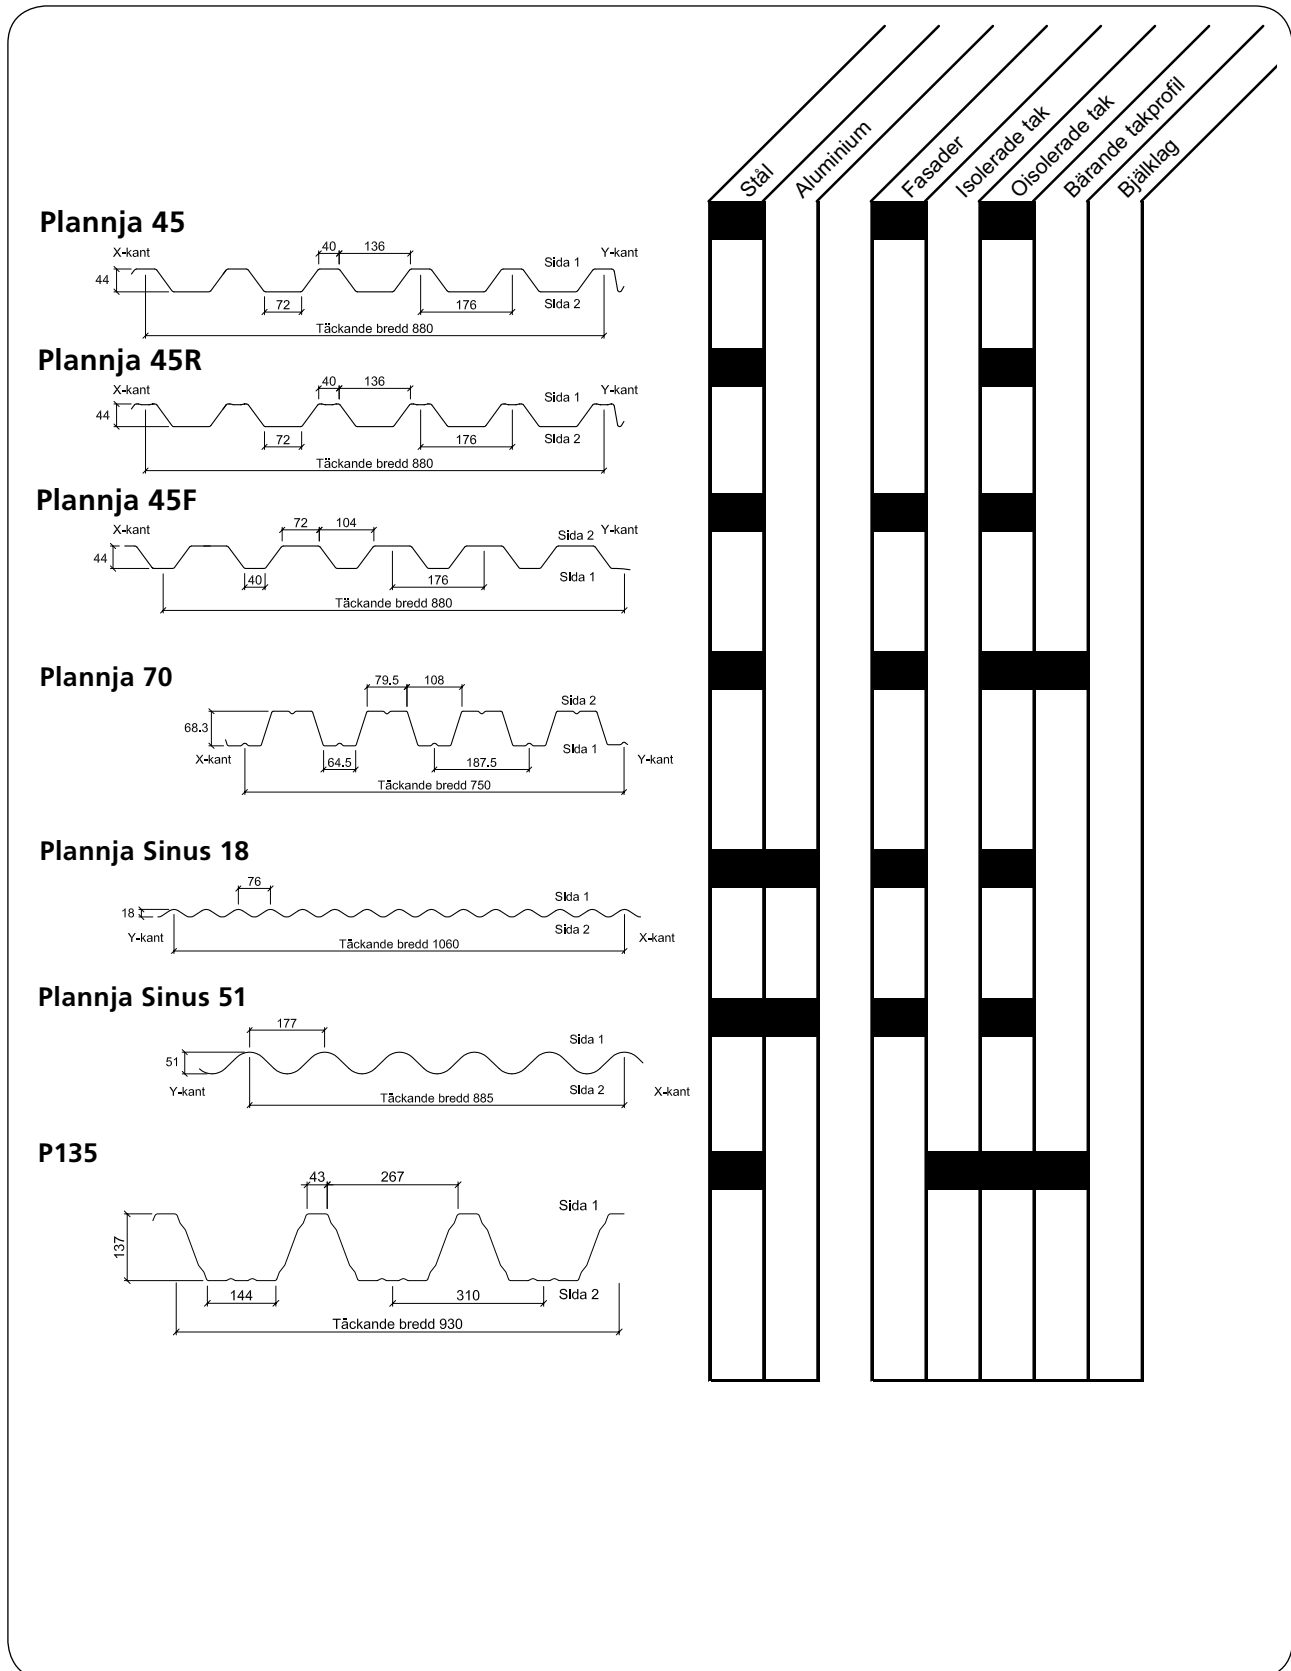 Stål
Aluminium
Fasader
Isolerade tak
Oisolerade tak
Bärande takprofil
Bjälklag
Plannja 45
X-kant
40
136
Sida 1
Y-kant
44
72
176
Sida 2
Täckande bredd 880
Plannja 45R
X-kant
40
136
Sida 1
Y-kant
44
72
176
Sida 2
Täckande bredd 880
Plannja 45F
X-kant
72
104
Sida 2
Y-kant
44
40
176
Sida 1
Täckande bredd 880
Plannja 70
79.5
108
Sida 2
68.3
X-kant
64.5
187.5
Sida 1
Y-kant
Täckande bredd 750
Plannja Sinus 18
76
Sida 1
18
Y-kant
Sida 2
X-kant
Täckande bredd 1060
Plannja Sinus 51
177
Sida 1
51
Y-kant
Sida 2
X-kant
Täckande bredd 885
P135
43
267
Sida 1
137
144
310
Sida 2
Täckande bredd 930